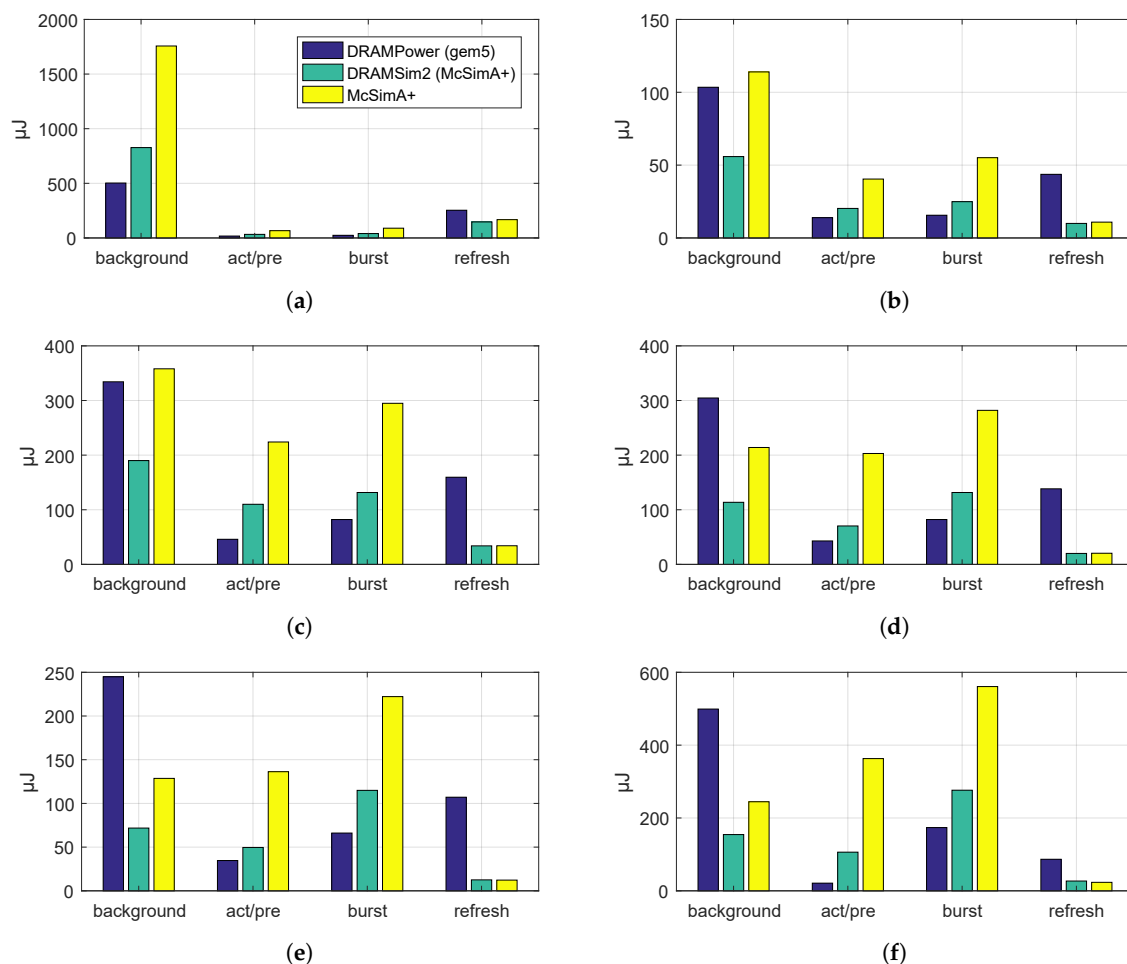 2000
1500
1000
500
0
µJ
DRAMPower (gem5)
DRAMSim2 (McSimA+)
McSimA+
background act/pre burst refresh
(a)
150
100
50
0
µJ
background act/pre burst refresh
(b)
400
300
200
100
0
µJ
background act/pre burst refresh
(c)
400
300
200
100
0
µJ
background act/pre burst refresh
(d)
250
200
150
100
50
0
µJ
background act/pre burst refresh
(e)
600
400
200
0
µJ
background act/pre burst refresh
(f)